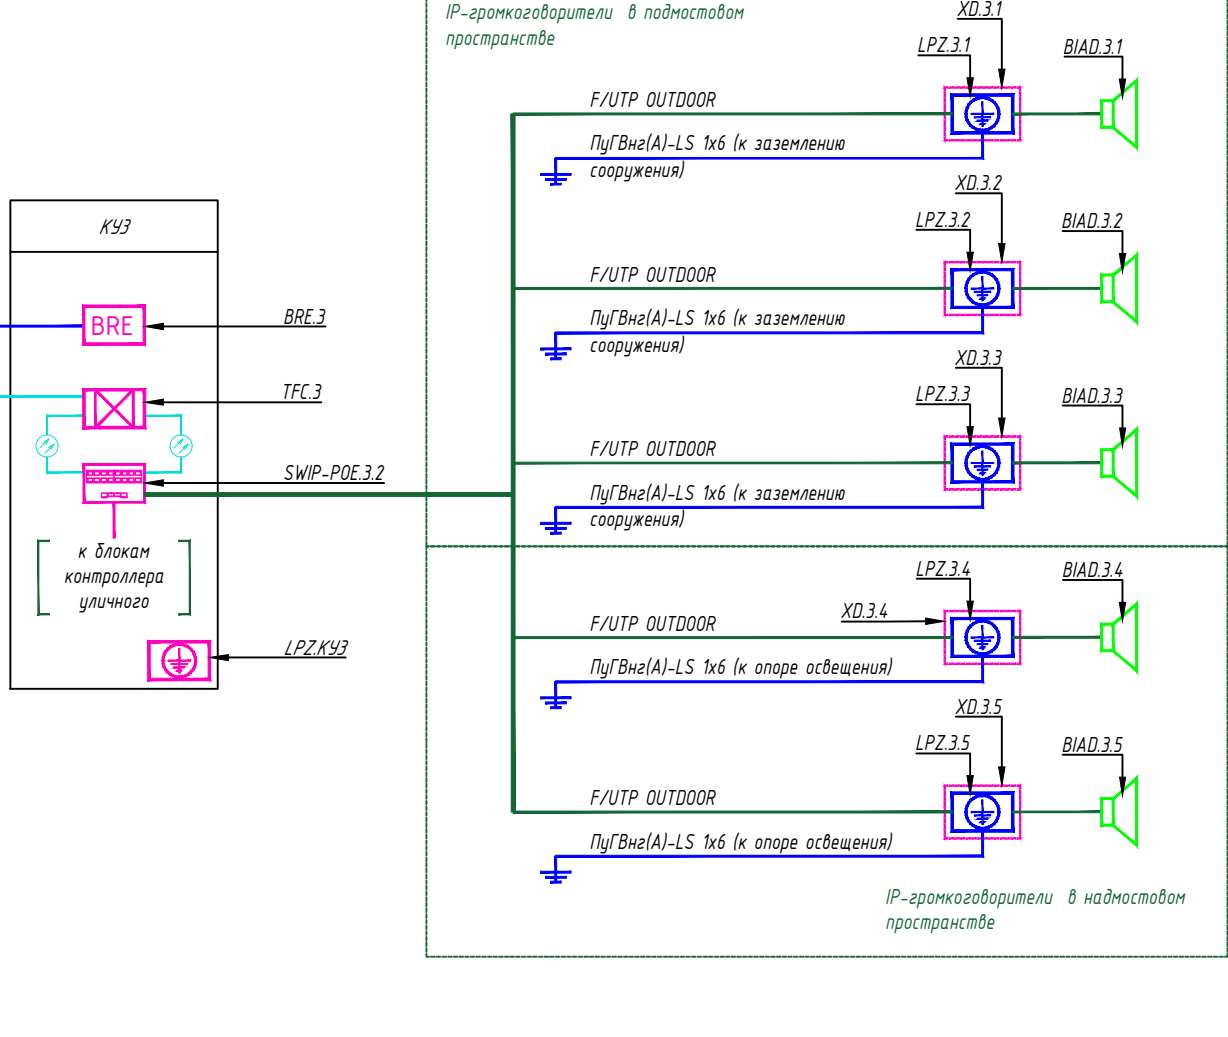 IP-громкоговорители в подмостовом
пространстве
XD.3.1
LPZ.3.1
BIAD.3.1
F/UTP OUTDOOR
ПуГВнг(А)-LS 1х6 (к заземлению
сооружения)
XD.3.2
LPZ.3.2
BIAD.3.2
F/UTP OUTDOOR
ПуГВнг(А)-LS 1х6 (к заземлению
сооружения)
XD.3.3
LPZ.3.3
BIAD.3.3
F/UTP OUTDOOR
ПуГВнг(А)-LS 1х6 (к заземлению
сооружения)
КУЗ
BRE
BRE.3
TFC.3
SWIP-POE.3.2
к блокам
контроллера
уличного
LPZ.КУЗ
LPZ.3.4
BIAD.3.4
XD.3.4
F/UTP OUTDOOR
ПуГВнг(А)-LS 1х6 (к опоре освещения)
XD.3.5
LPZ.3.5
BIAD.3.5
F/UTP OUTDOOR
ПуГВнг(А)-LS 1х6 (к опоре освещения)
IP-громкоговорители в надмостовом
пространстве